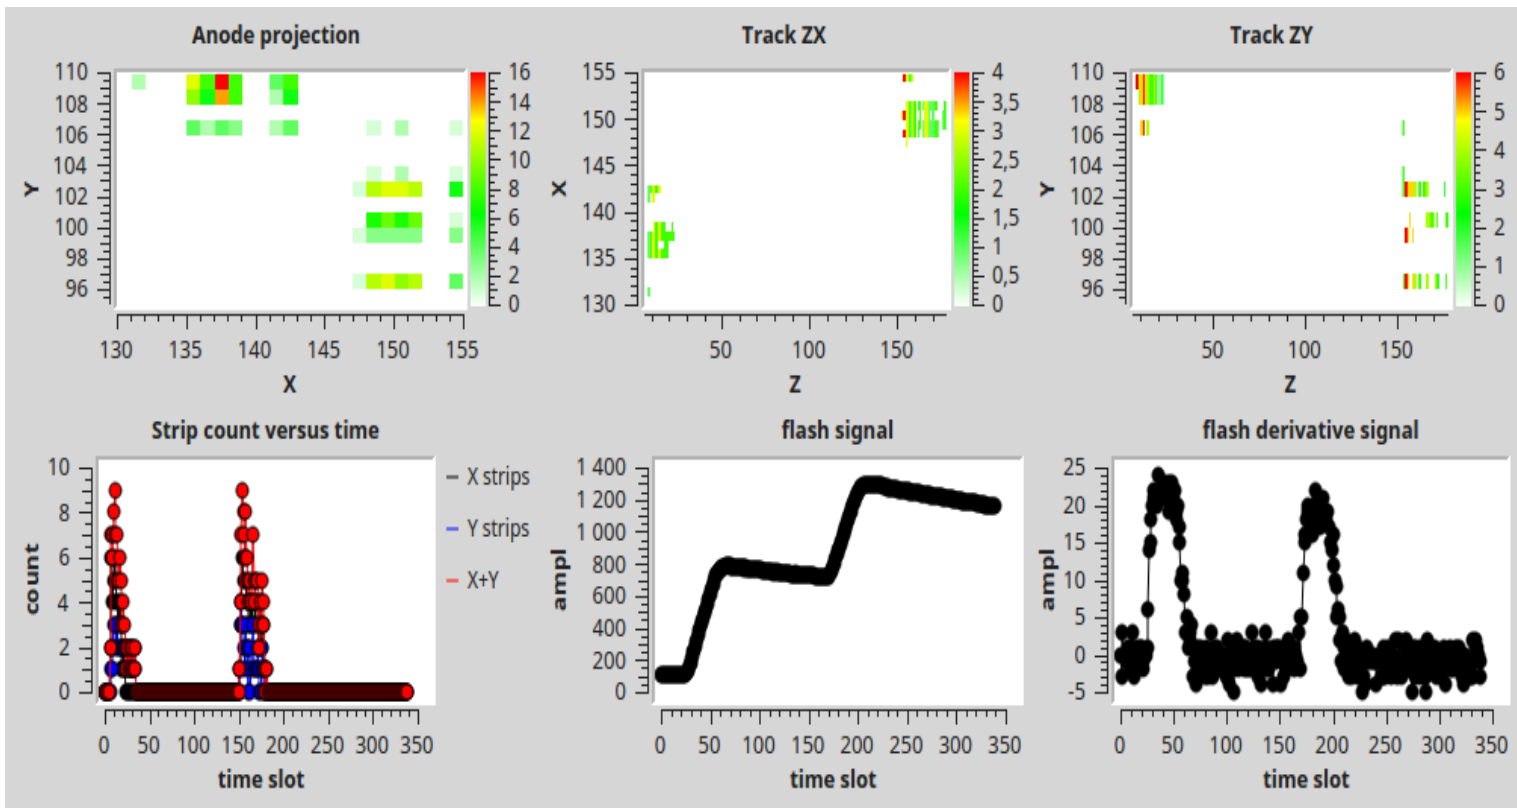 Anode projection
110
108
106
104
102
100
98
96
Y
16
14
12
10
8
6
4
2
0
130 135 140 145 150 155
X
Track ZX
155
150
145
140
135
130
X
4
3,5
3
2,5
2
1,5
1
0,5
0
50 100 150
Z
Track ZY
110
108
106
104
102
100
98
96
Y
6
5
4
3
2
1
0
50 100 150
Z
Strip count versus time
10
8
6
4
2
0
count
0 50 100 150 200 250 300 350
time slot
X strips
Y strips
X+Y
flash signal
1 400
1 200
1 000
800
600
400
200
0
ampl
0 50 100 150 200 250 300 350
time slot
flash derivative signal
25
20
15
10
5
0
-5
ampl
0 50 100 150 200 250 300 350
time slot